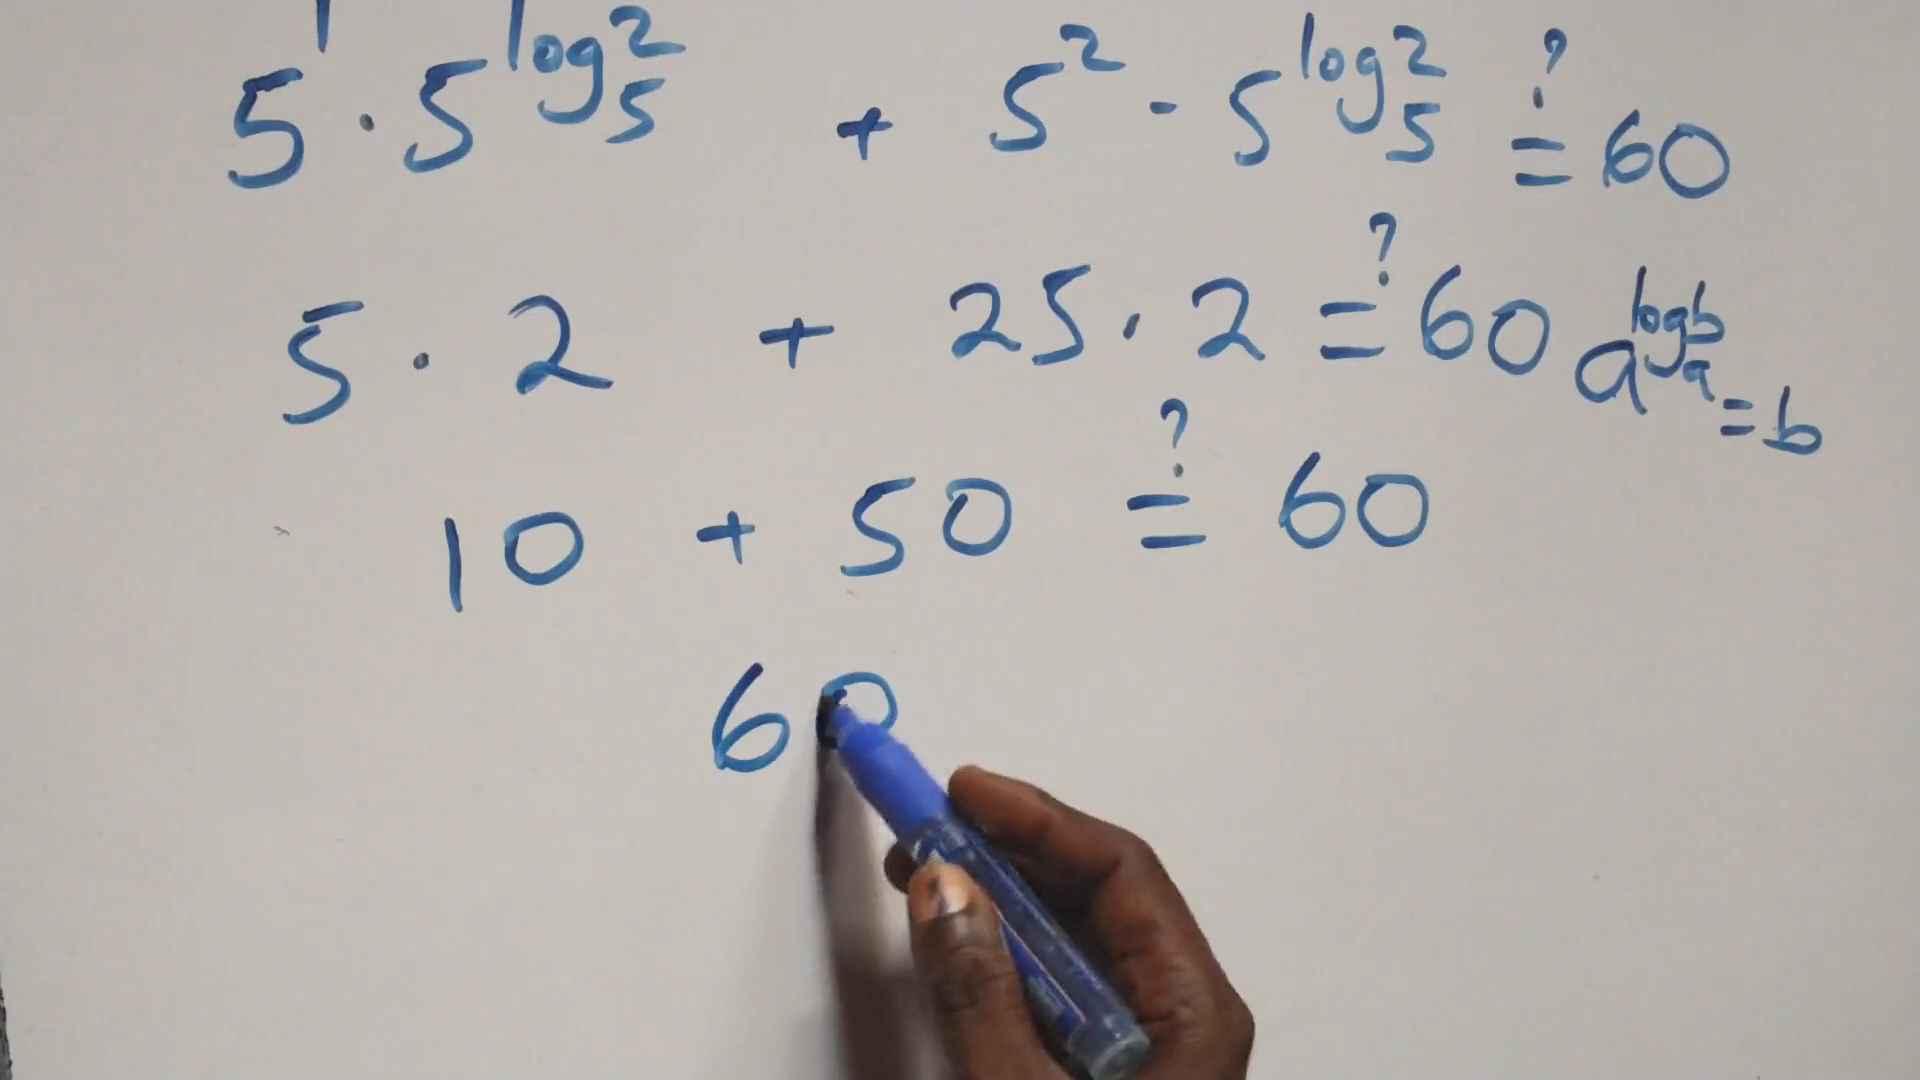 5¹ · 5^log₅2 + 5² · 5^log₅2 ≟ 60
5 · 2 + 25 · 2 ≟ 60 a^logₐb = b
10 + 50 ≟ 60
60